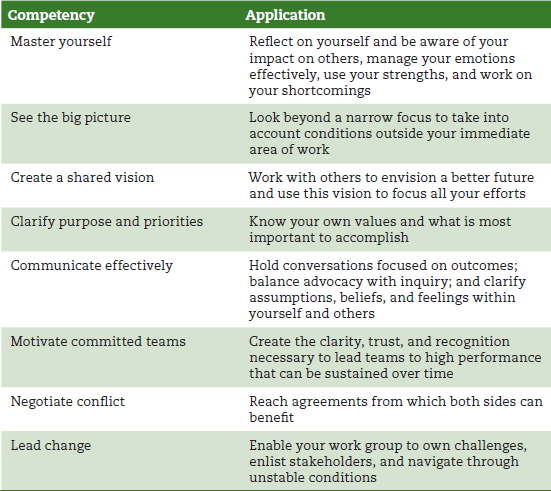 Competency Application
Master yourself Reflect on yourself and be aware of your
impact on others, manage your emotions
effectively, use your strengths, and work on
your shortcomings
See the big picture Look beyond a narrow focus to take into
account conditions outside your immediate
area of work
Create a shared vision Work with others to envision a better future
and use this vision to focus all your efforts
Clarify purpose and priorities Know your own values and what is most
important to accomplish
Communicate effectively Hold conversations focused on outcomes;
balance advocacy with inquiry; and clarify
assumptions, beliefs, and feelings within
yourself and others
Motivate committed teams Create the clarity, trust, and recognition
necessary to lead teams to high performance
that can be sustained over time
Negotiate conflict Reach agreements from which both sides can
benefit
Lead change Enable your work group to own challenges,
enlist stakeholders, and navigate through
unstable conditions